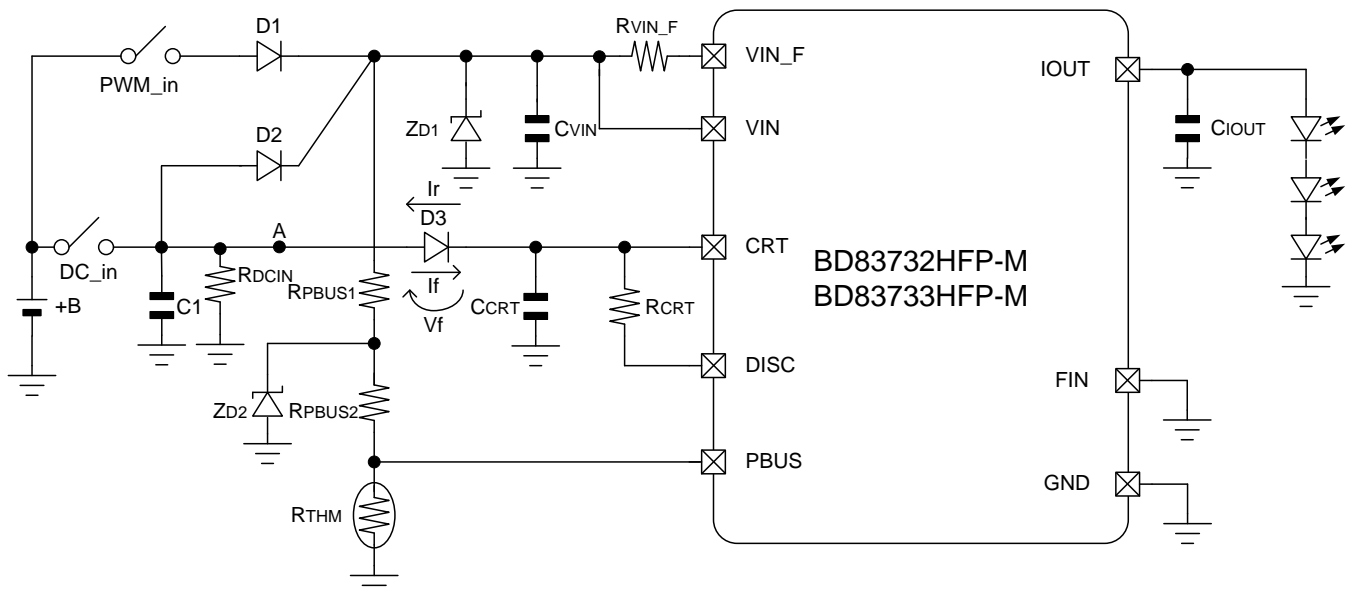 D1
RVIN_F
VIN_F
PWM_in
IOUT
ZD1
CVIN
VIN
CIOUT
D2
Ir
D3
A
CRT
DC_in
RDCIN
BD83732HFP-M
BD83733HFP-M
+B
C1
RPBUS1
If
Vf
CCRT
RCRT
DISC
FIN
ZD2
RPBUS2
PBUS
GND
RTHM